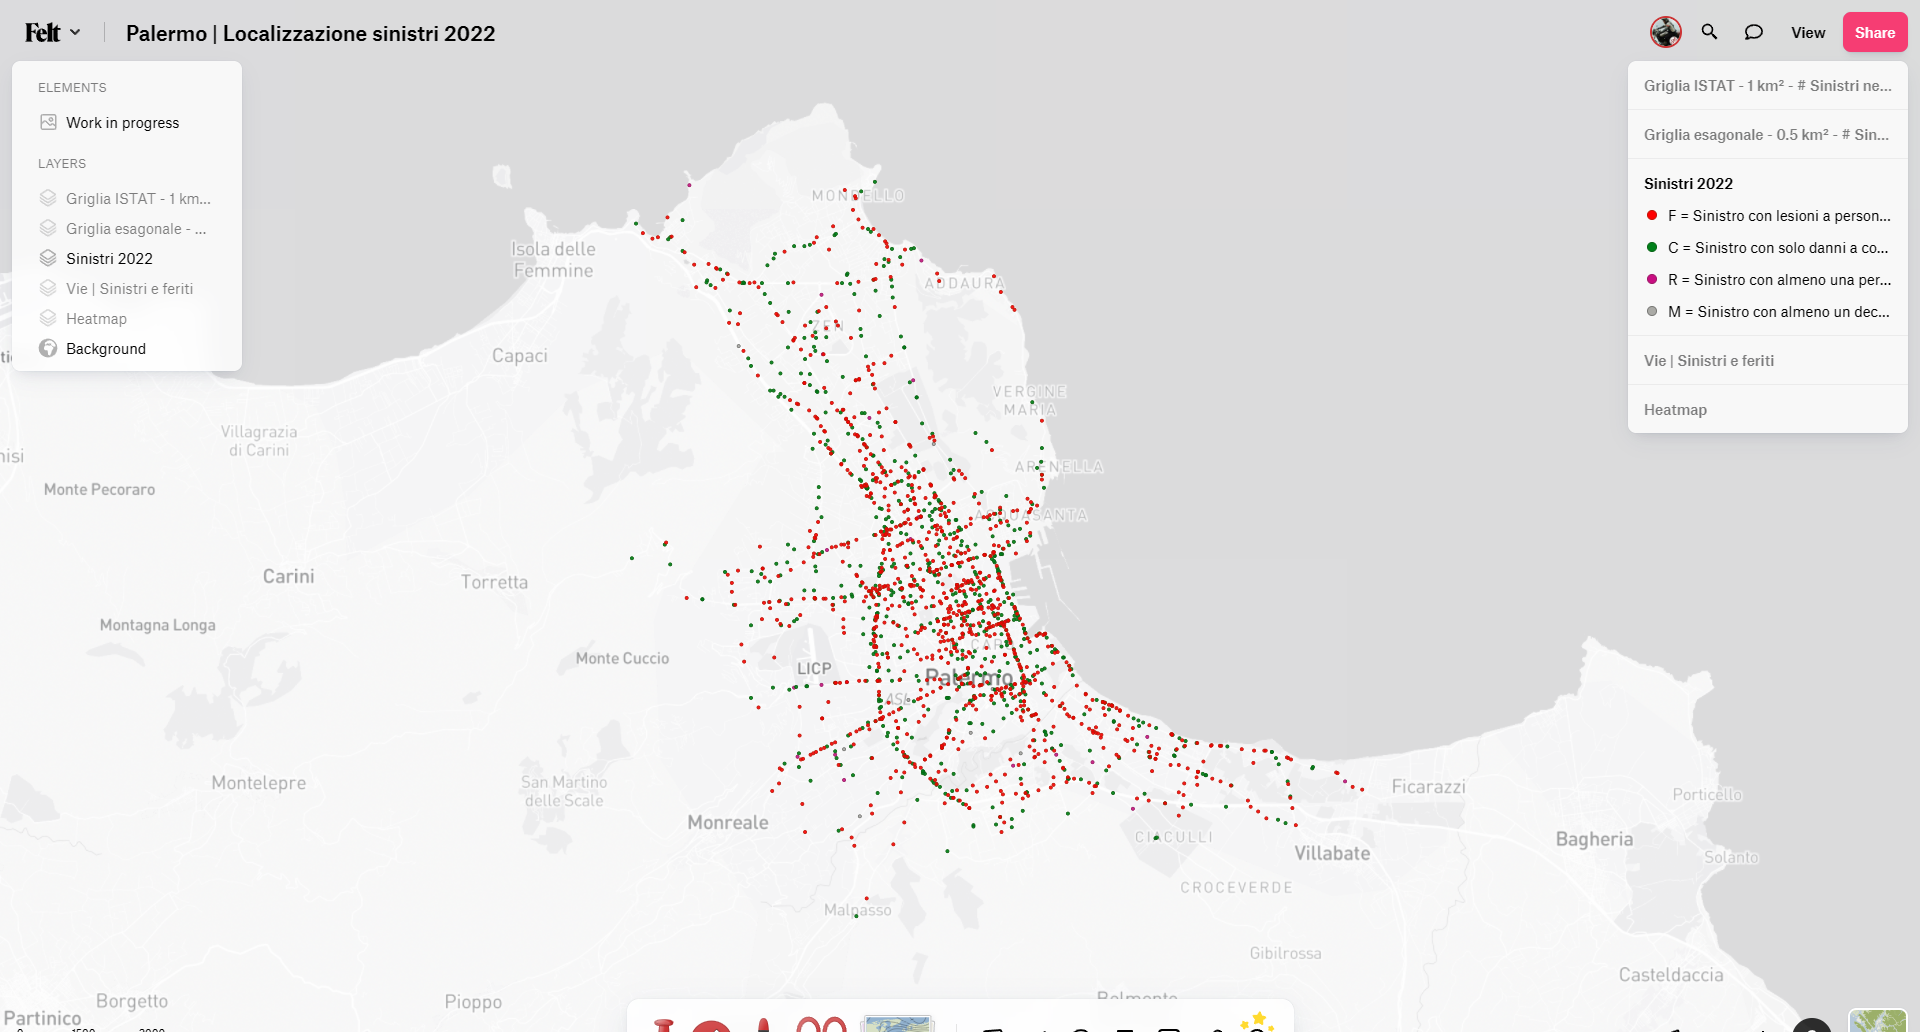 Felt
Palermo | Localizzazione sinistri 2022
View
Share
ELEMENTS
Work in progress
LAYERS
Griglia ISTAT - 1 km...
Griglia esagonale - ...
Sinistri 2022
Vie | Sinistri e feriti
Heatmap
Background
Griglia ISTAT - 1 km² - # Sinistri ne...
Griglia esagonale - 0.5 km² - # Sin...
Sinistri 2022
F = Sinistro con lesioni a person...
C = Sinistro con solo danni a co...
R = Sinistro con almeno una per...
M = Sinistro con almeno un dec...
Vie | Sinistri e feriti
Heatmap
MONDELLO
Isola delle
Femmine
ADDAURA
ZEN
Capaci
VERGINE
MARIA
Villagrazia
di Carini
ARENELLA
Monte Pecoraro
ACQUASANTA
Carini
Torretta
Montagna Longa
Monte Cuccio
LICP
Palermo
ASL
Montelepre
San Martino
delle Scale
Ficarazzi
Porticello
Monreale
CIACULLI
Villabate
Bagheria
Solanto
CROCEVERDE
Malpasso
Gibilrossa
Casteldaccia
Borgetto
Pioppo
Belmonte
Partinico